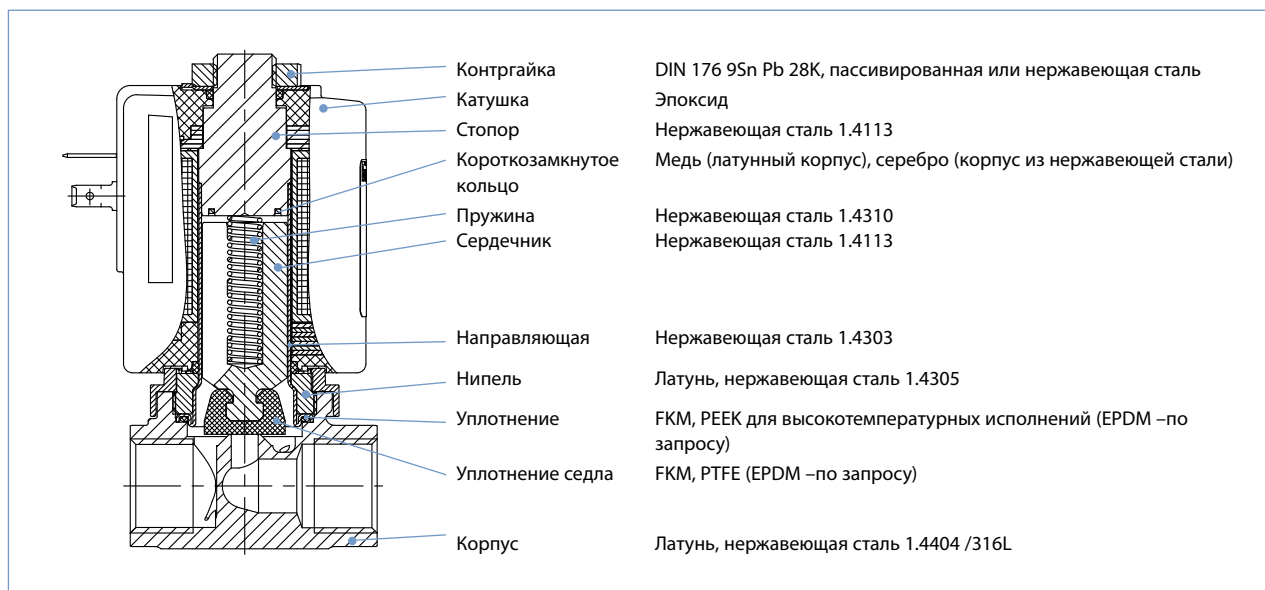 Контргайка DIN 176 9Sn Pb 28K, пассивированная или нержавеющая сталь
Катушка Эпоксид
Стопор Нержавеющая сталь 1.4113
Короткозамкнутое Медь (латунный корпус), серебро (корпус из нержавеющей стали)
кольцо
Пружина Нержавеющая сталь 1.4310
Сердечник Нержавеющая сталь 1.4113
Направляющая Нержавеющая сталь 1.4303
Нипель Латунь, нержавеющая сталь 1.4305
Уплотнение FKM, PEEK для высокотемпературных исполнений (EPDM –по
запросу)
Уплотнение седла FKM, PTFE (EPDM –по запросу)
Корпус Латунь, нержавеющая сталь 1.4404 /316L